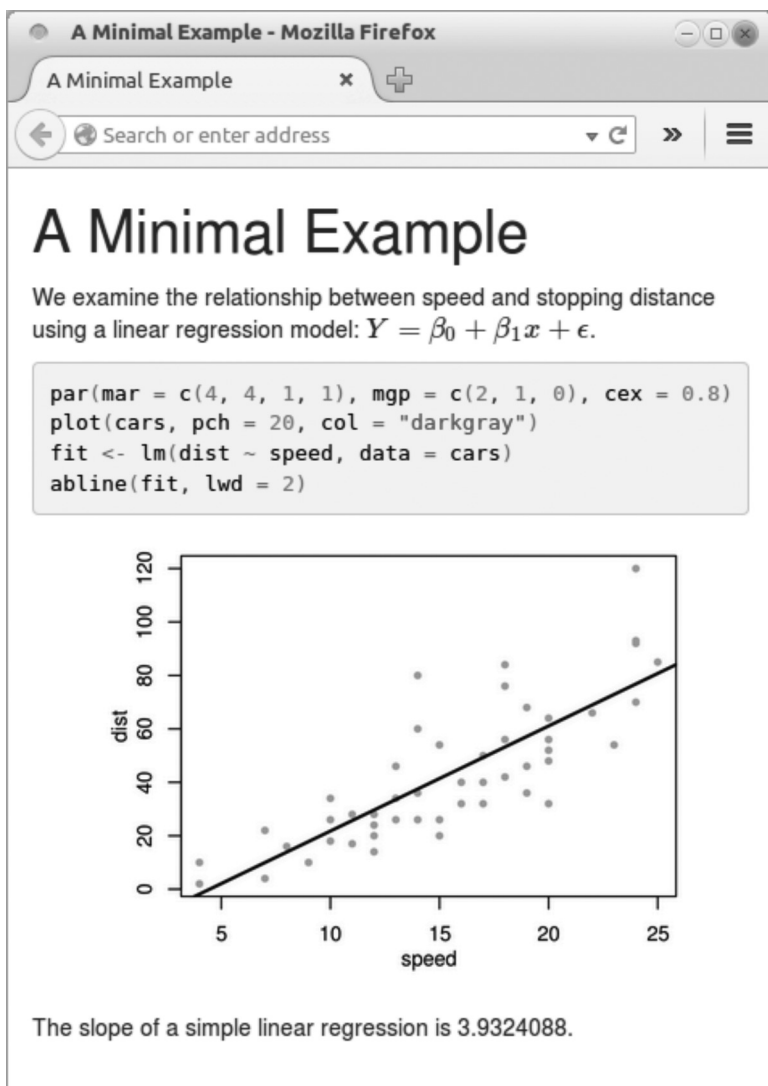 A Minimal Example - Mozilla Firefox
A Minimal Example
Search or enter address
A Minimal Example
We examine the relationship between speed and stopping distance
using a linear regression model: Y = β₀ + β₁x + ϵ.
par(mar = c(4, 4, 1, 1), mgp = c(2, 1, 0), cex = 0.8)
plot(cars, pch = 20, col = "darkgray")
fit <- lm(dist ~ speed, data = cars)
abline(fit, lwd = 2)
120
100
80
60
40
20
0
dist
5 10 15 20 25
speed
The slope of a simple linear regression is 3.9324088.